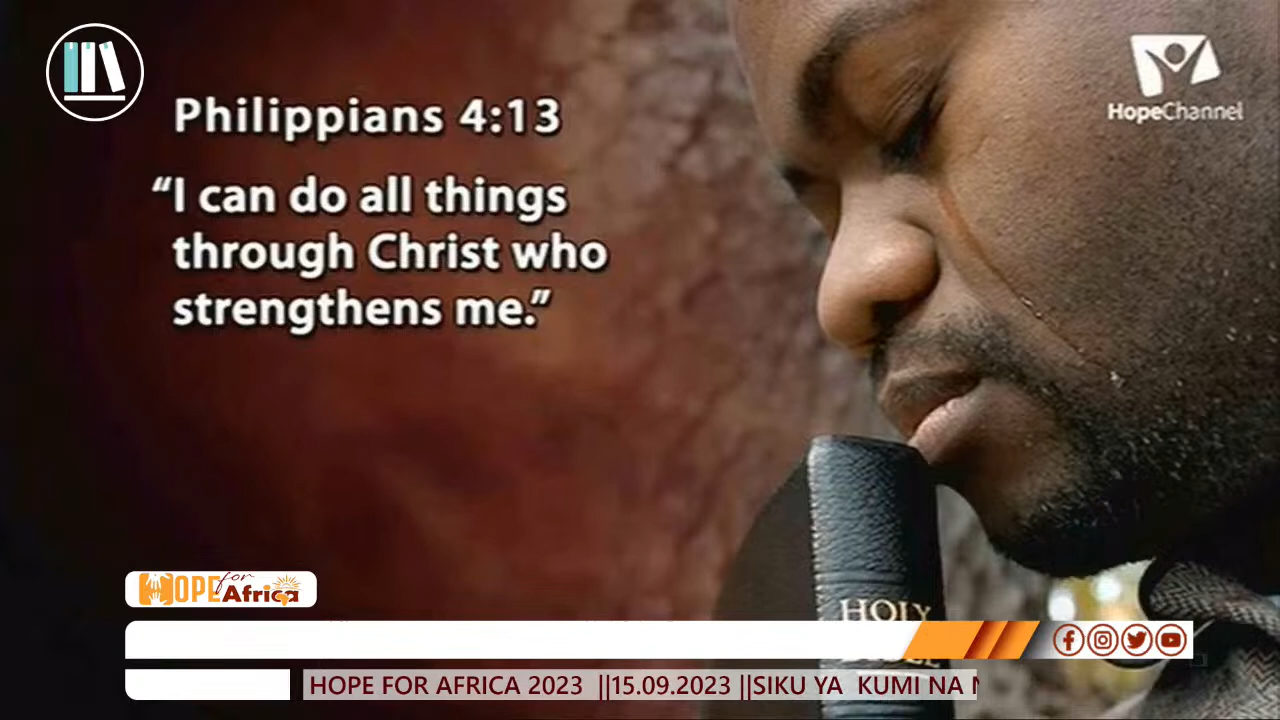 Philippians 4:13
“I can do all things
through Christ who
strengthens me.”
HopeChannel
HOPE for
Africa
HOLY
HOPE FOR AFRICA 2023 ||15.09.2023 ||SIKU YA KUMI NA